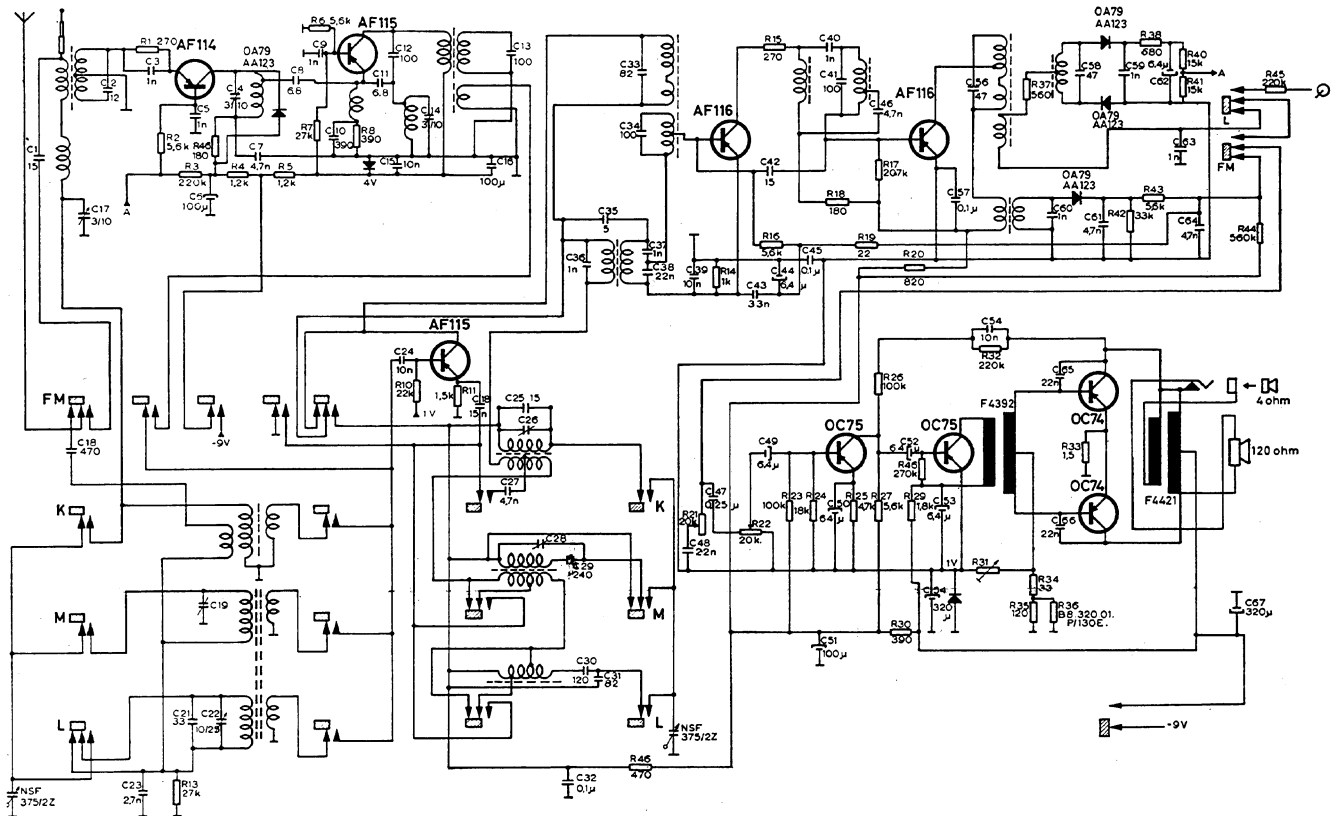 R6 5,6k
AF115
R1 270
AF114
OA79
AA123
C9
1n
C12
100
C13
100
C3
1n
C8
6.8
C11
6.8
C2
12
C4
3/10
C14
3/10
C5
1n
R7
27k
C10
390
R8
390
C1
15
R2
5,6k
R46
180
C7
4,7n
C15
10n
C16
100µ
R3
220k
R4
1,2k
R5
1,2k
4V
C6
100µ
A
C17
3/10
C33
82
C34
100
AF116
R15
270
C40
1n
C41
100
C46
4,7n
AF116
C42
15
R17
20,7k
R18
180
C57
0,1µ
C35
5
C36
1n
C37
1n
C38
22n
R16
5,6k
R19
22
C45
0,1µ
R20
820
C39
10n
R14
1k
C44
6,4µ
C43
33n
C56
47
R37
560
OA79
AA123
C58
47
C59
1n
R38
680
6.4µ
C62
R40
15k
R41
15k
A
OA79
AA123
R45
220k
L
FM
C63
1n
OA79
AA123
C60
1n
C61
4,7n
R42
33k
R43
5,6k
C64
4,7n
R44
560k
AF115
C24
10n
R10
22k
1V
R11
1,5k
C18
15n
C25 15
C26
C27
4,7n
FM
-9V
C18
470
K
K
C28
C29
240
M
C19
M
C30
120
C31
82
L
C21
33
C22
10/25
L
NSF
375/2Z
C23
2,7n
R13
27k
NSF
375/2Z
C32
0,1µ
R46
470
C54
10n
R32
220k
R26
100k
C65
22n
OC74
F4392
R33
1,5
OC74
C66
22n
F4421
4 ohm
120 ohm
OC75
OC75
C49
6,4µ
C52
6.4µ
R46
270k
C47
0,25µ
R21
20k
C48
22n
R22
20k.
R23
100k
R24
18k
C50
6.4µ
R25
4,7k
R27
5,6k
R29
1,8k
C53
6,4µ
1V
R31
R34
33
R35
120
R36
B8.320.01.
P/130E.
320
µ
R30
390
C51
100µ
C67
320µ
-9V